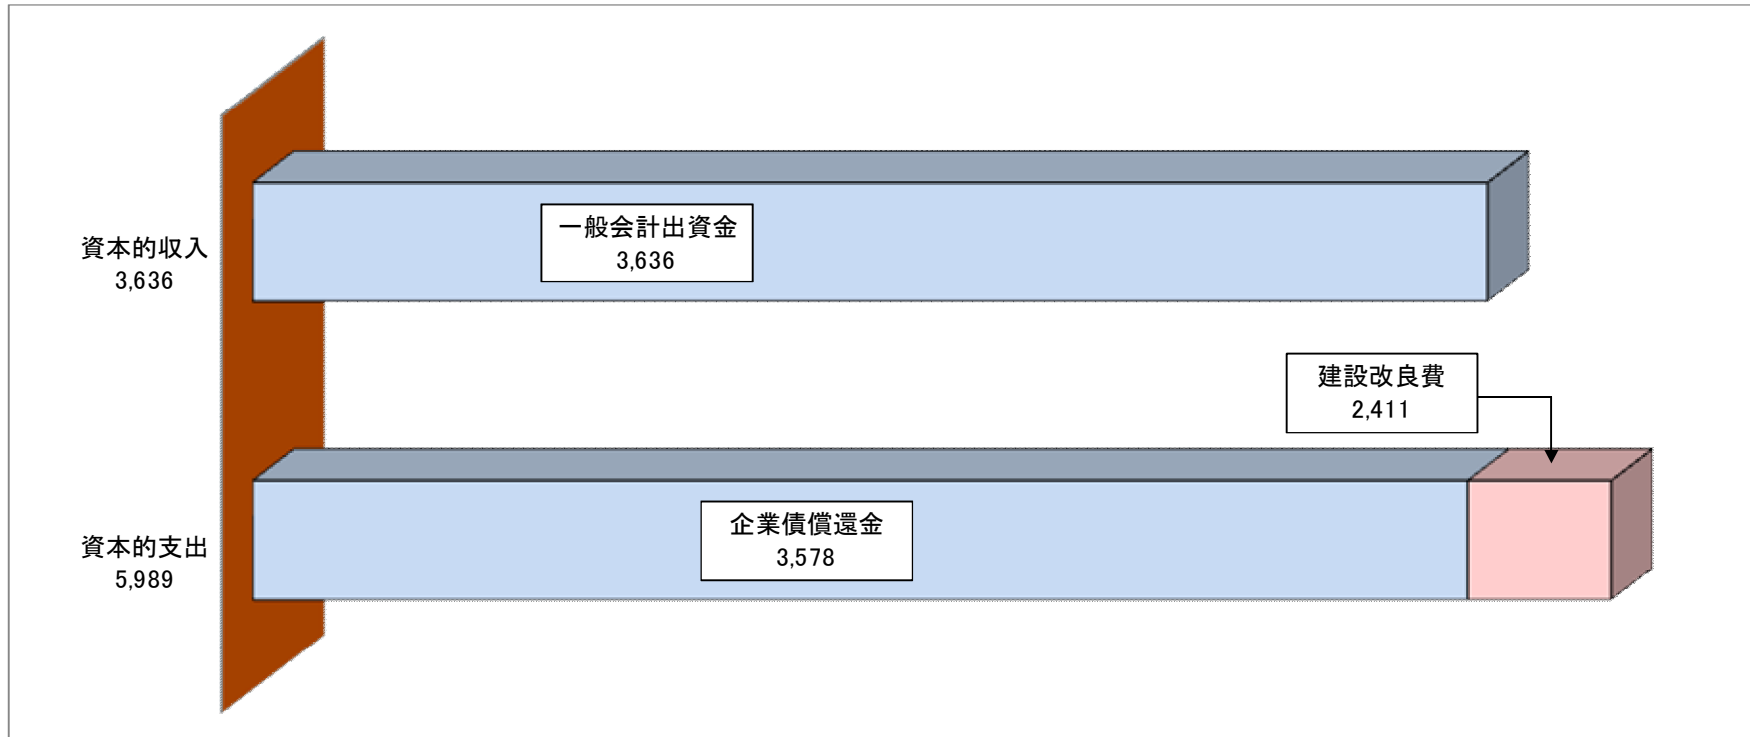 一般会計出資金
3,636
資本的収入
3,636
建設改良費
2,411
企業債償還金
3,578
資本的支出
5,989